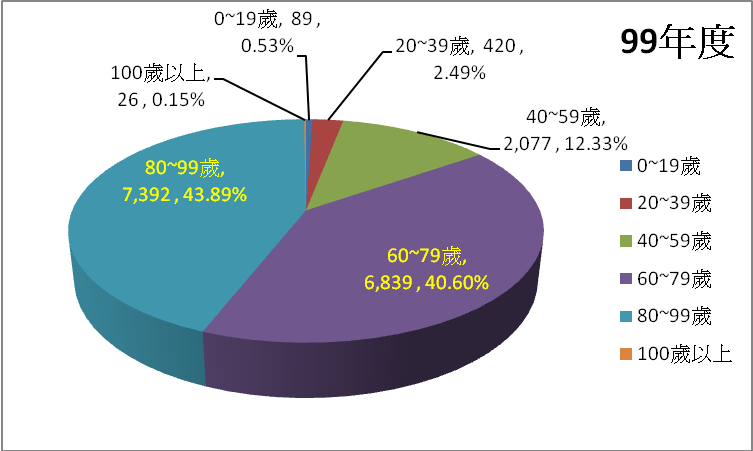 99年度
0~19歲, 89 ,
0.53%
20~39歲, 420 ,
2.49%
100歲以上,
26 , 0.15%
40~59歲,
2,077 , 12.33%
80~99歲,
7,392 , 43.89%
60~79歲,
6,839 , 40.60%
0~19歲
20~39歲
40~59歲
60~79歲
80~99歲
100歲以上